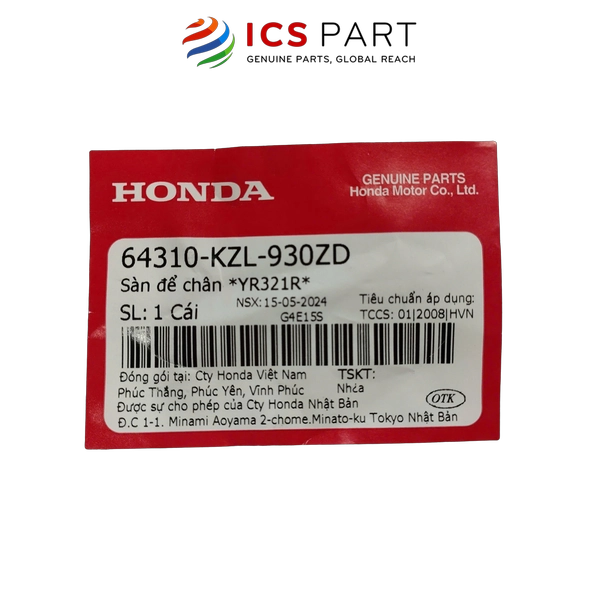 ICS PART
GENUINE PARTS, GLOBAL REACH
HONDA
GENUINE PARTS
Honda Motor Co., Ltd.
64310-KZL-930ZD
Sàn để chân *YR321R*
NSX: 15-05-2024
Tiêu chuẩn áp dụng:
SL: 1 Cái
G4E15S
TCCS: 01|2008|HVN
Đóng gói tại: Cty Honda Việt Nam
TSKT:
Phúc Thắng, Phúc Yên, Vĩnh Phúc
Nhựa
Được sự cho phép của Cty Honda Nhật Bản
OTK
Đ.C 1-1. Minami Aoyama 2-chome.Minato-ku Tokyo Nhật Bản